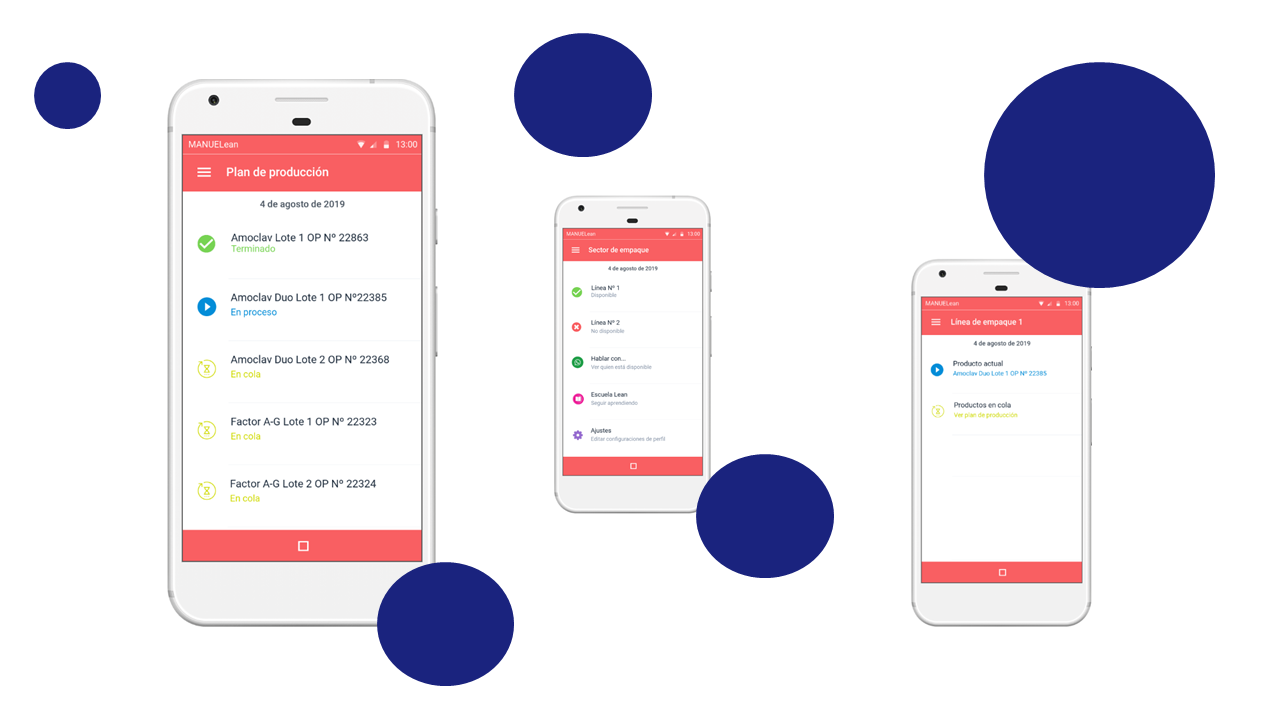 MANUELean 13:00
Plan de producción
4 de agosto de 2019
Amoclav Lote 1 OP Nº 22863
Terminado
Amoclav Duo Lote 1 OP Nº22385
En proceso
Amoclav Duo Lote 2 OP Nº 22368
En cola
Factor A-G Lote 1 OP Nº 22323
En cola
Factor A-G Lote 2 OP Nº 22324
En cola
MANUELean 13:00
Sector de empaque
4 de agosto de 2019
Línea Nº 1
Disponible
Línea Nº 2
No disponible
Hablar con...
Ver quien está disponible
Escuela Lean
Seguir aprendiendo
Ajustes
Editar configuraciones de perfil
MANUELean 13:00
Línea de empaque 1
4 de agosto de 2019
Producto actual
Amoclav Duo Lote 1 OP Nº 22385
Productos en cola
Ver plan de producción